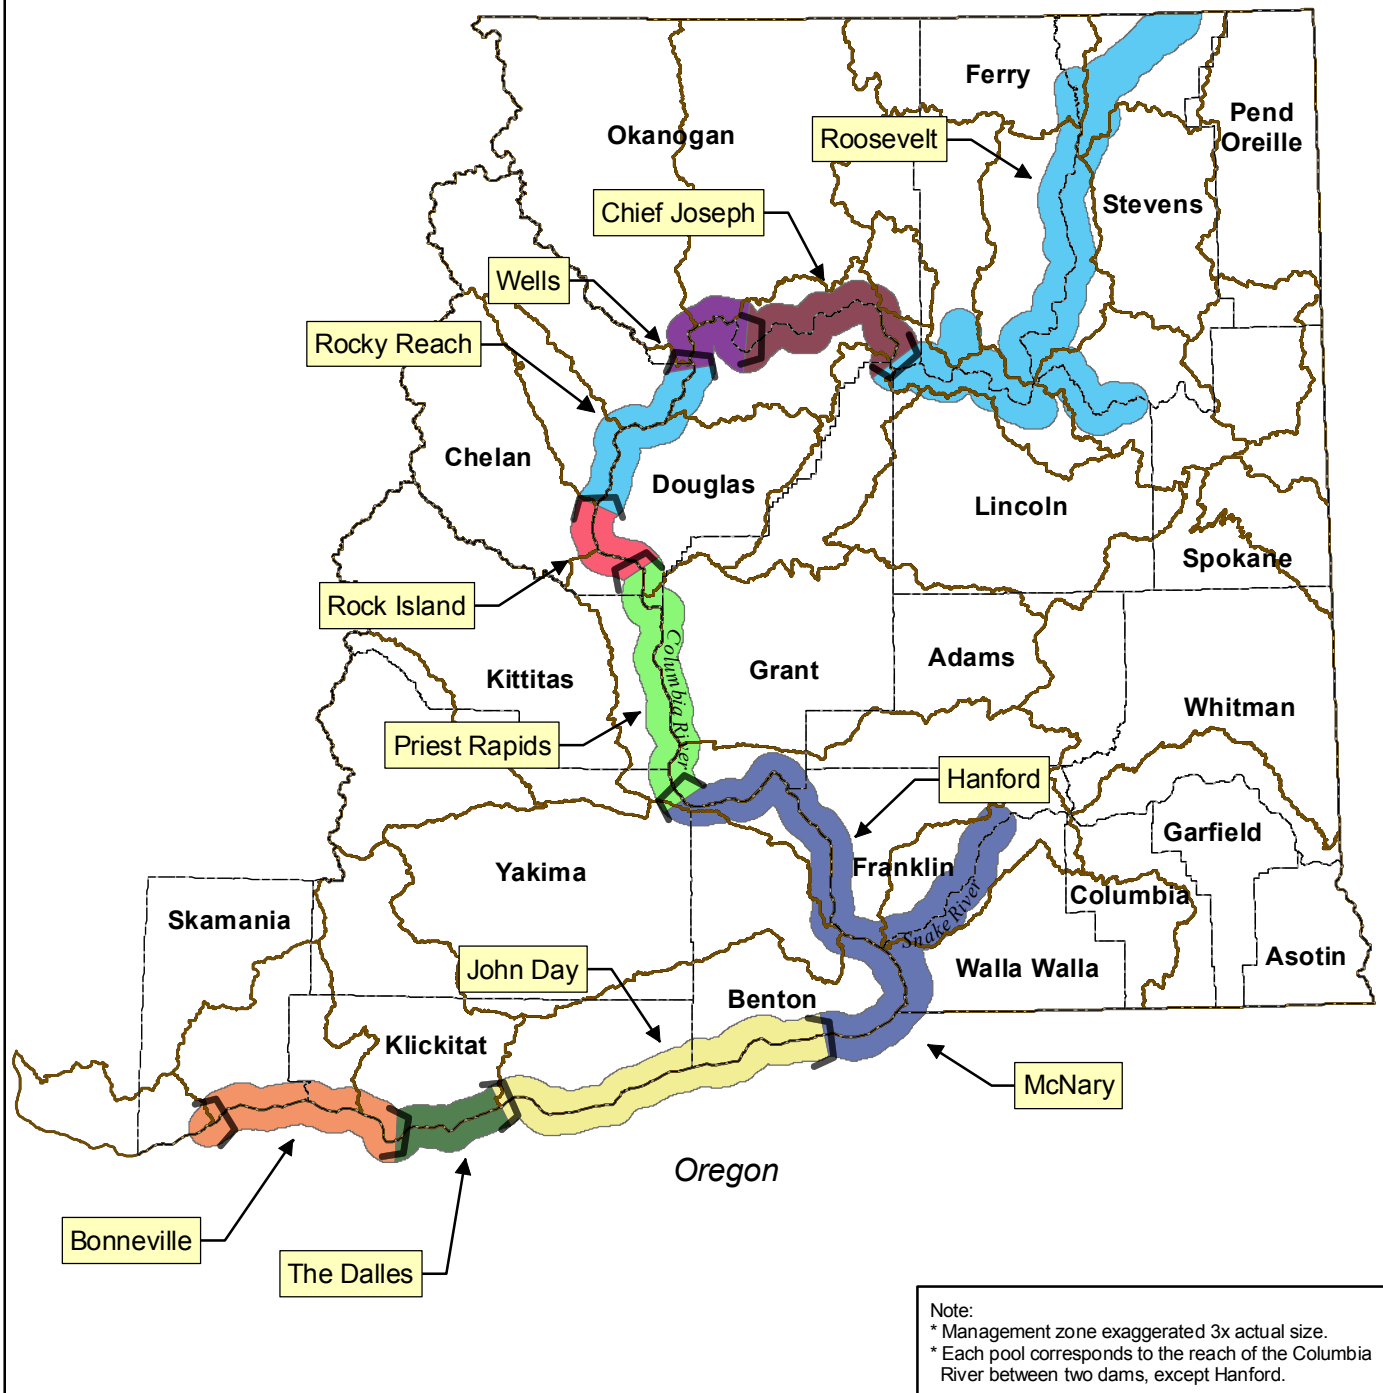 Ferry
Pend
Oreille
Okanogan
Roosevelt
Stevens
Chief Joseph
Wells
Rocky Reach
Chelan
Douglas
Lincoln
Spokane
Rock Island
Columbia River
Adams
Grant
Kittitas
Whitman
Priest Rapids
Hanford
Garfield
Franklin
Yakima
Columbia
Skamania
Snake River
Asotin
Walla Walla
John Day
Benton
Klickitat
McNary
Oregon
Bonneville
The Dalles
Note:
* Management zone exaggerated 3x actual size.
* Each pool corresponds to the reach of the Columbia
River between two dams, except Hanford.